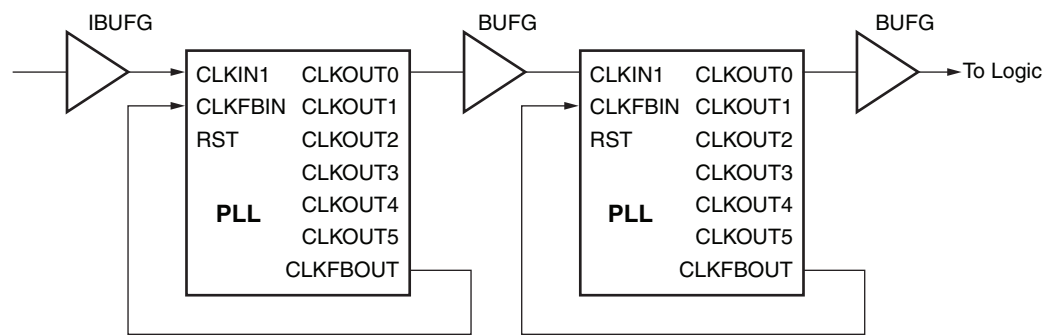 IBUFG
BUFG
BUFG
CLKIN1 CLKOUT0
CLKFBIN CLKOUT1
RST CLKOUT2
CLKOUT3
PLL CLKOUT4
CLKOUT5
CLKFBOUT
CLKIN1 CLKOUT0
CLKFBIN CLKOUT1
RST CLKOUT2
CLKOUT3
PLL CLKOUT4
CLKOUT5
CLKFBOUT
To Logic